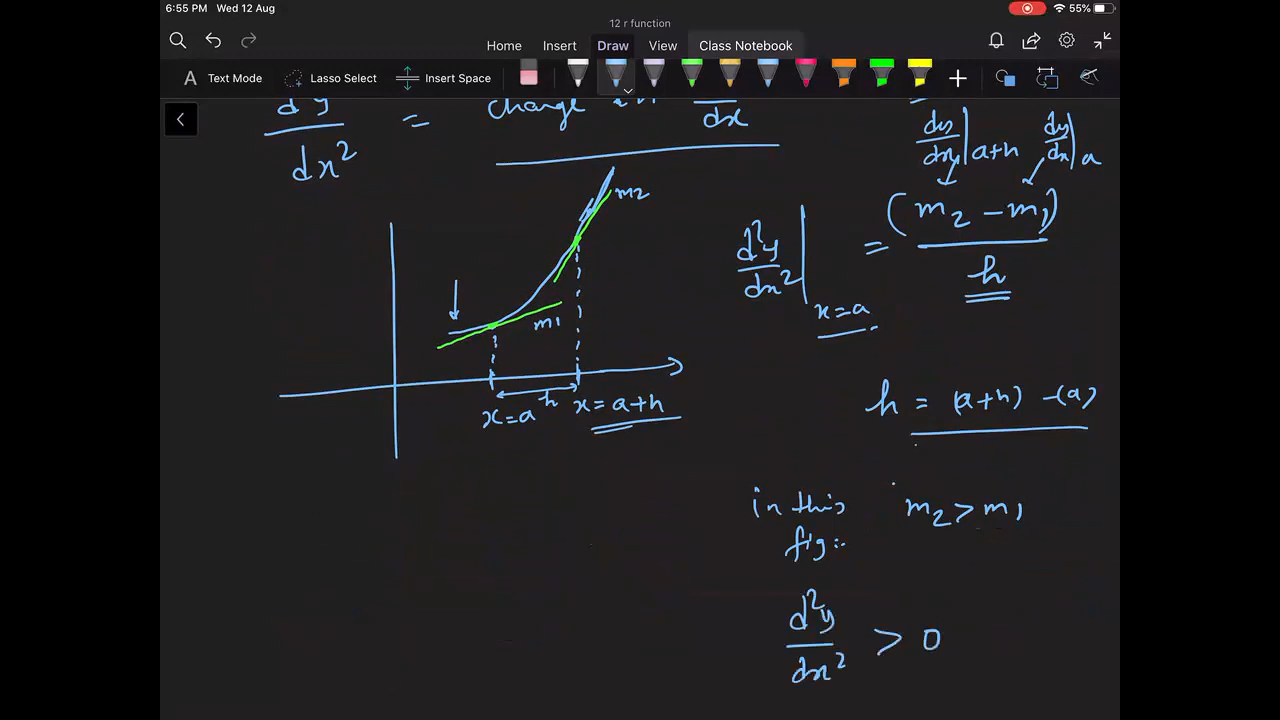 6:55 PM Wed 12 Aug
55%
12 r function
Home Insert Draw View Class Notebook
Text Mode Lasso Select Insert Space
d²y/dx² = change in dy/dx
dy/dx|a+h dy/dx|a
m2
m1
x=a h x=a+h
d²y/dx²|x=a = (m2 - m1)/h
h = (a+h) -(a)
in this m2 > m1
fig:-
d²y/dx² > 0